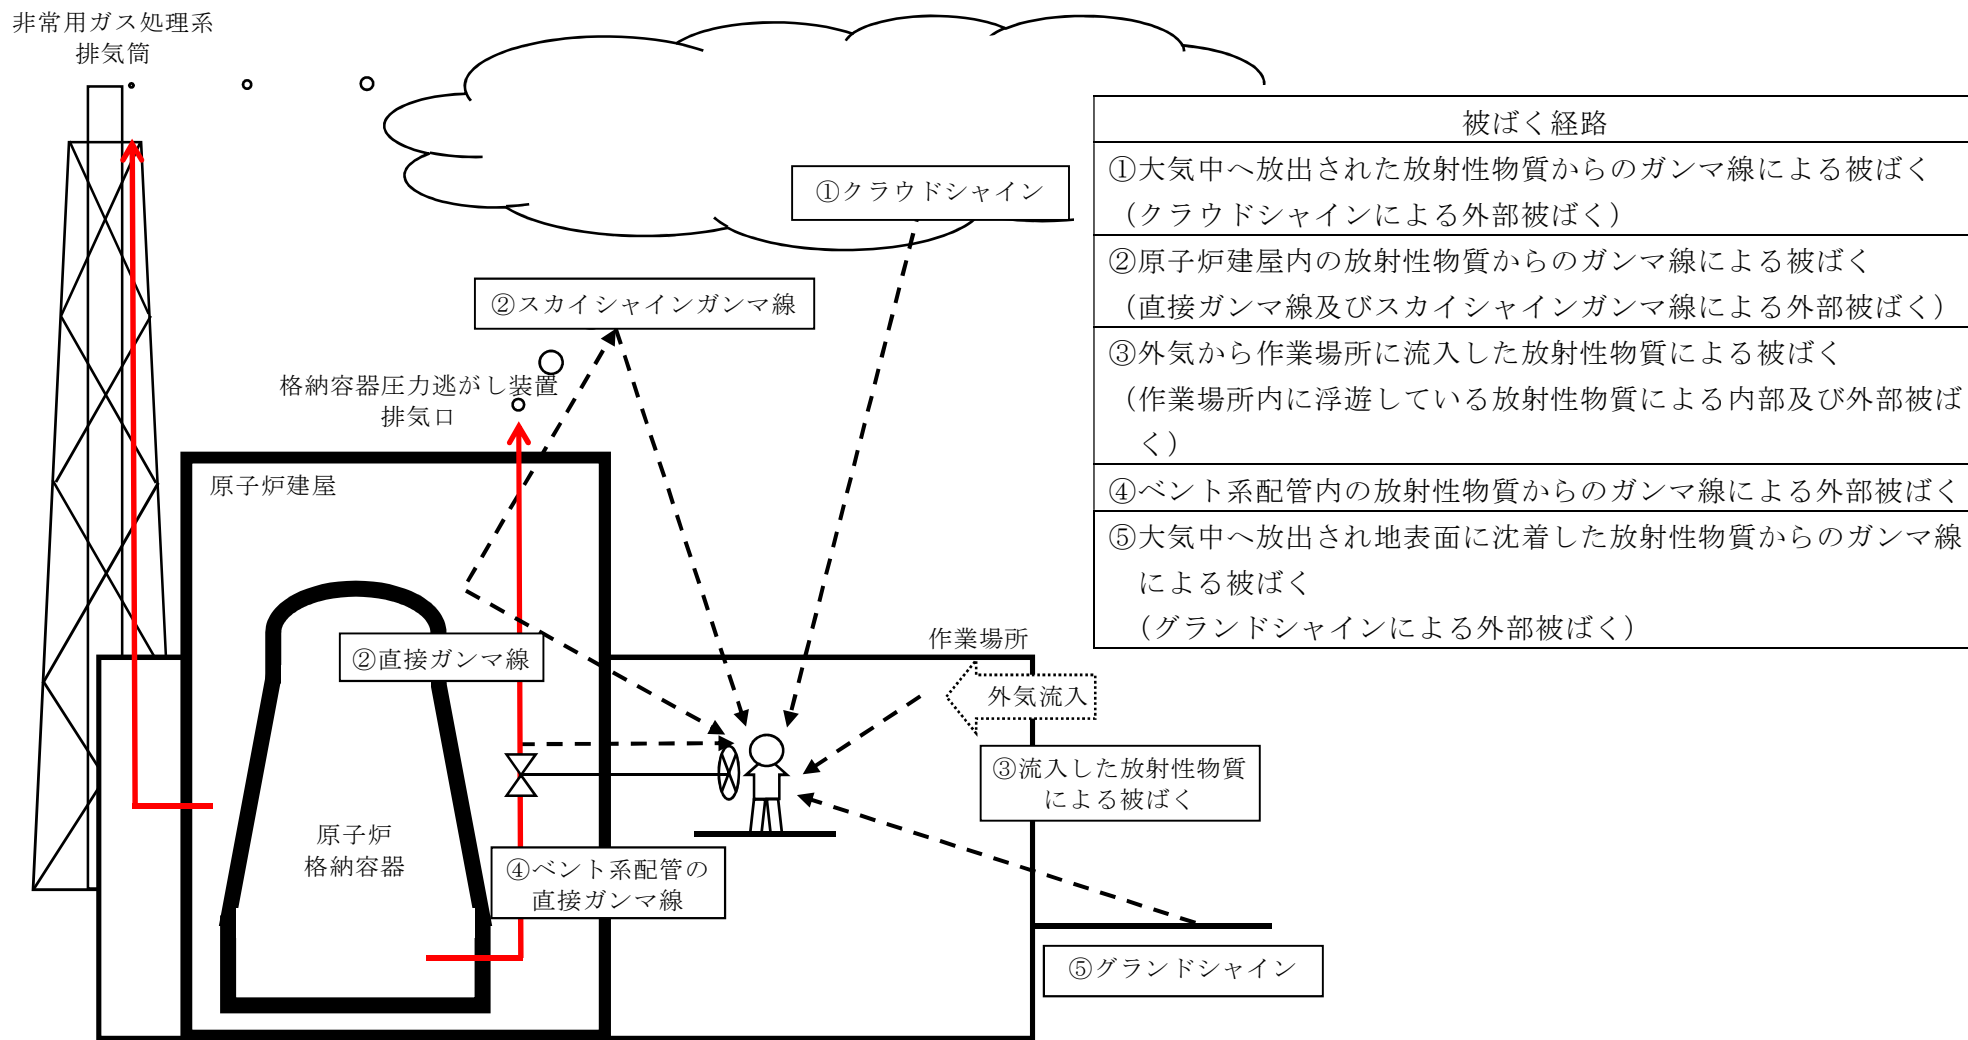 非常用ガス処理系
排気筒
①クラウドシャイン
②スカイシャインガンマ線
格納容器圧力逃がし装置
排気口
原子炉建屋
②直接ガンマ線
作業場所
外気流入
③流入した放射性物質
による被ばく
原子炉
格納容器
④ベント系配管の
直接ガンマ線
⑤グランドシャイン
被ばく経路
①大気中へ放出された放射性物質からのガンマ線による被ばく
（クラウドシャインによる外部被ばく）
②原子炉建屋内の放射性物質からのガンマ線による被ばく
（直接ガンマ線及びスカイシャインガンマ線による外部被ばく）
③外気から作業場所に流入した放射性物質による被ばく
（作業場所内に浮遊している放射性物質による内部及び外部被ば
く）
④ベント系配管内の放射性物質からのガンマ線による外部被ばく
⑤大気中へ放出され地表面に沈着した放射性物質からのガンマ線
による被ばく
（グランドシャインによる外部被ばく）